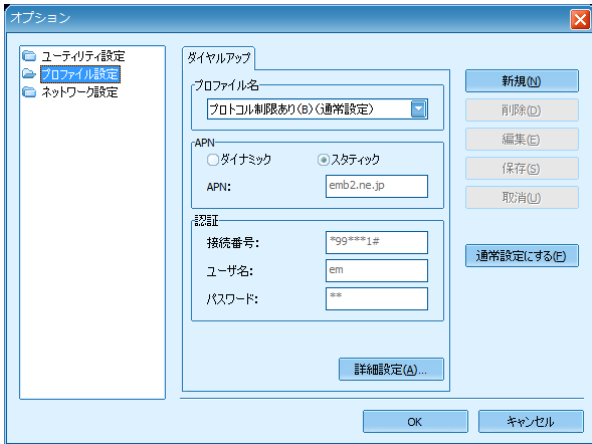 オプション
ユーティリティ設定
プロファイル設定
ネットワーク設定
ダイヤルアップ
プロファイル名
プロトコル制限あり(B)(通常設定)
APN
ダイナミック
スタティック
APN:
emb2.ne.jp
認証
接続番号:
*99***1#
ユーザ名:
em
パスワード:
**
詳細設定(A)...
新規(N)
削除(D)
編集(E)
保存(S)
取消(U)
通常設定にする(F)
OK
キャンセル